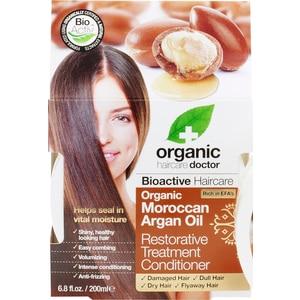 Bio
Activ
organic
haircare doctor
Bioactive Haircare
Organic
Rich in EFA's
Moroccan
Argan Oil
Restorative
Treatment
Conditioner
✓ Damaged Hair ✓ Dull Hair
✓ Dry Hair ✓ Flyaway Hair
Helps seal in
vital moisture
✓ Shiny, healthy
looking hair
✓ Easy combing
✓ Volumizing
✓ Intense conditioning
✓ Anti-frizzing
6.8 fl.oz. / 200ml ℮